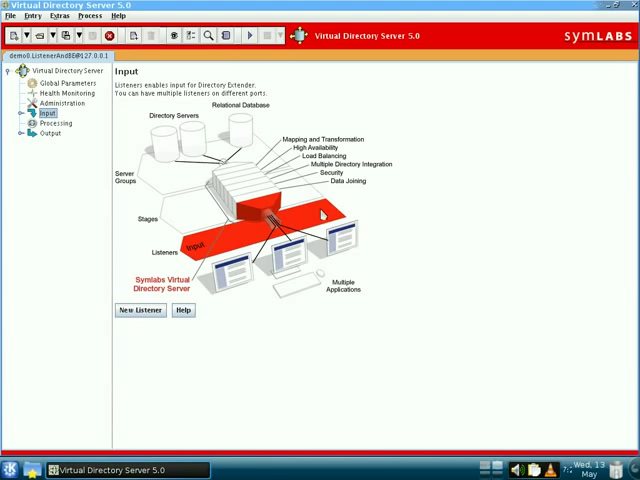 Virtual Directory Server 5.0
File Entry Extras Process Help
Virtual Directory Server 5.0
symLABS
demo0.ListenerAndBE@127.0.0.1
Virtual Directory Server
Global Parameters
Health Monitoring
Administration
Input
Processing
Output
Input
Listeners enables input for Directory Extender.
You can have multiple listeners on different ports.
Relational Database
Directory Servers
Mapping and Transformation
High Availability
Load Balancing
Multiple Directory Integration
Security
Data Joining
Server
Groups
Stages
Listeners
Input
Symlabs Virtual
Directory Server
Multiple
Applications
New Listener
Help
Virtual Directory Server 5.0
Wed, 13
May